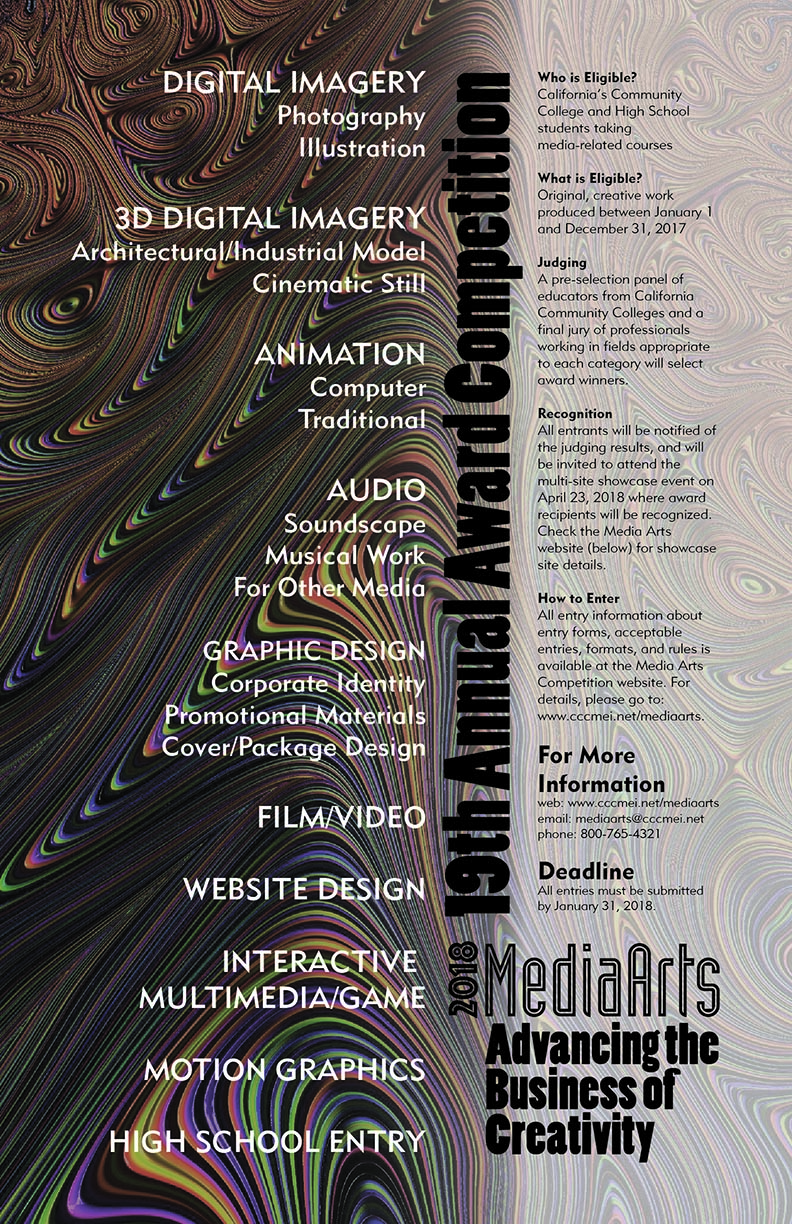 DIGITAL IMAGERY
Photography
Illustration
3D DIGITAL IMAGERY
Architectural/Industrial Model
Cinematic Still
ANIMATION
Computer
Traditional
AUDIO
Soundscape
Musical Work
For Other Media
GRAPHIC DESIGN
Corporate Identity
Promotional Materials
Cover/Package Design
FILM/VIDEO
WEBSITE DESIGN
INTERACTIVE
MULTIMEDIA/GAME
MOTION GRAPHICS
HIGH SCHOOL ENTRY
19th Annual Award Competition
Who is Eligible?
California's Community
College and High School
students taking
media-related courses
What is Eligible?
Original, creative work
produced between January 1
and December 31, 2017
Judging
A pre-selection panel of
educators from California
Community Colleges and a
final jury of professionals
working in fields appropriate
to each category will select
award winners.
Recognition
All entrants will be notified of
the judging results, and will
be invited to attend the
multi-site showcase event on
April 23, 2018 where award
recipients will be recognized.
Check the Media Arts
website (below) for showcase
site details.
How to Enter
All entry information about
entry forms, acceptable
entries, formats, and rules is
available at the Media Arts
Competition website. For
details, please go to:
www.cccmei.net/mediaarts.
For More
Information
web: www.cccmei.net/mediaarts
email: mediaarts@cccmei.net
phone: 800-765-4321
Deadline
All entries must be submitted
by January 31, 2018.
2018
MediaArts
Advancing the
Business of
Creativity